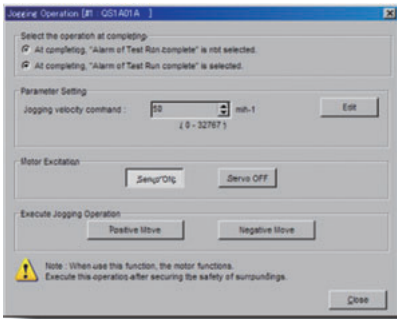 Jogging Operation [#1 : QS1A01A ]
Select the operation at completing
At completing, "Alarm of Test Run complete" is not selected.
At completing, "Alarm of Test Run complete" is selected.
Parameter Setting
Jogging velocity command :
50
min-1
Edit
( 0 - 32767 )
Motor Excitation
Servo ON
Servo OFF
Execute Jogging Operation
Positive Move
Negative Move
Note : When use this function, the motor functions.
Execute this operation after securing the safety of surroundings.
Close